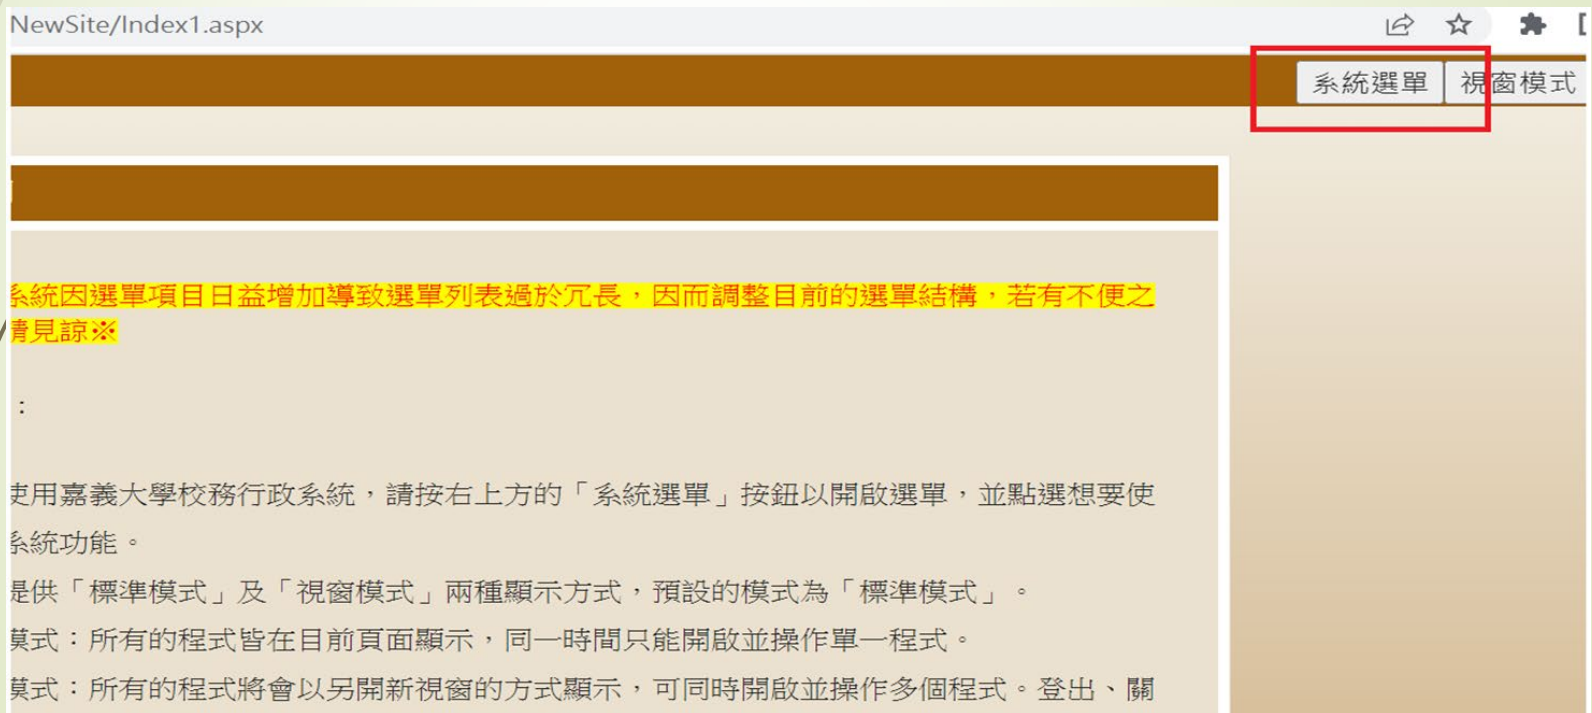 NewSite/Index1.aspx
系統選單 視窗模式
系統因選單項目日益增加導致選單列表過於冗長，因而調整目前的選單結構，若有不便之
請見諒※
：
使用嘉義大學校務行政系統，請按右上方的「系統選單」按鈕以開啟選單，並點選想要使
系統功能。
提供「標準模式」及「視窗模式」兩種顯示方式，預設的模式為「標準模式」。
模式：所有的程式皆在目前頁面顯示，同一時間只能開啟並操作單一程式。
模式：所有的程式將會以另開新視窗的方式顯示，可同時開啟並操作多個程式。登出、關